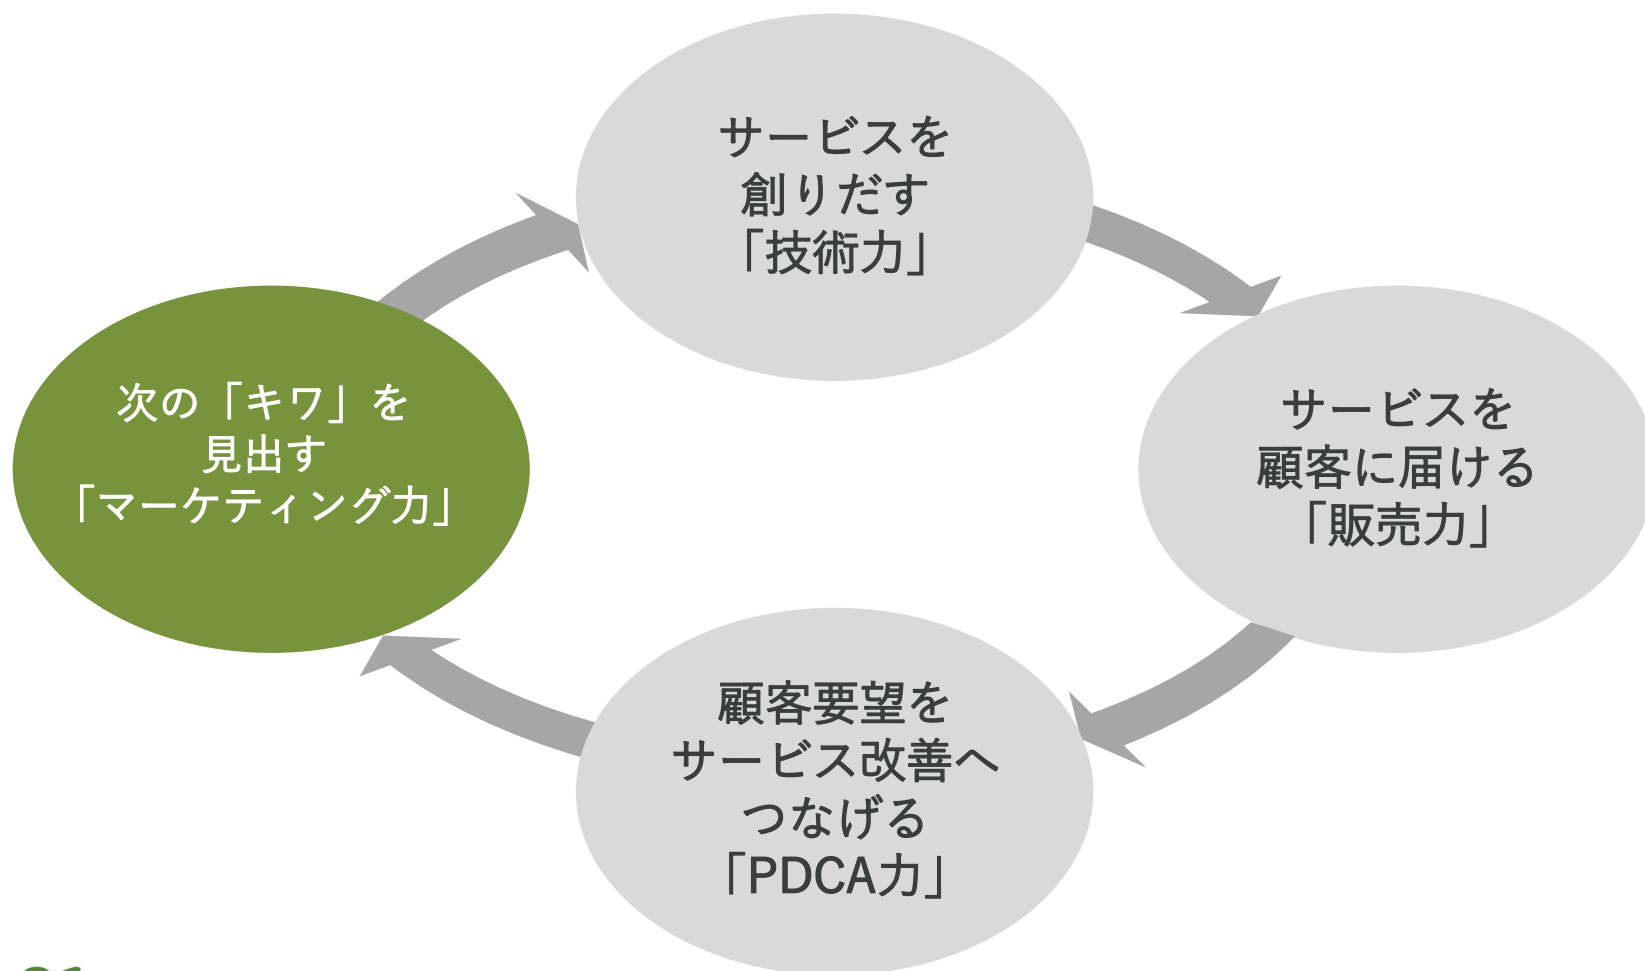 サービスを
創りだす
「技術力」
次の「キワ」を
見出す
「マーケティング力」
サービスを
顧客に届ける
「販売力」
顧客要望を
サービス改善へ
つなげる
「PDCA力」